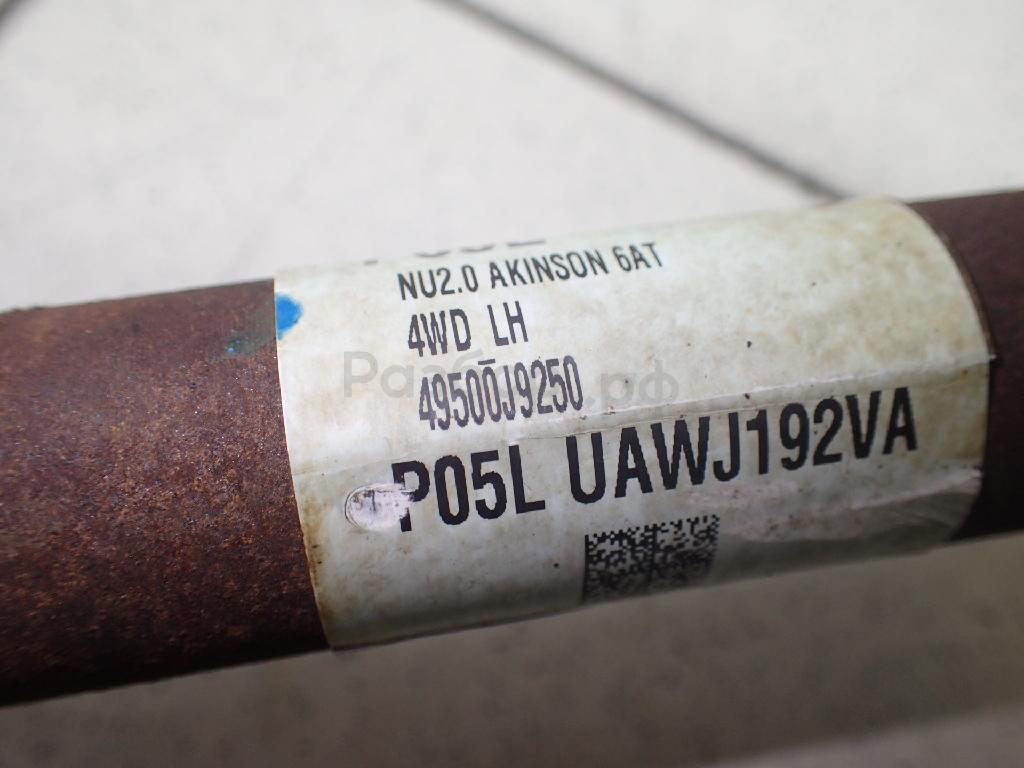 NU2.0 AKINSON 6AT
4WD LH
49500J9250
P05L UAWJ192VA